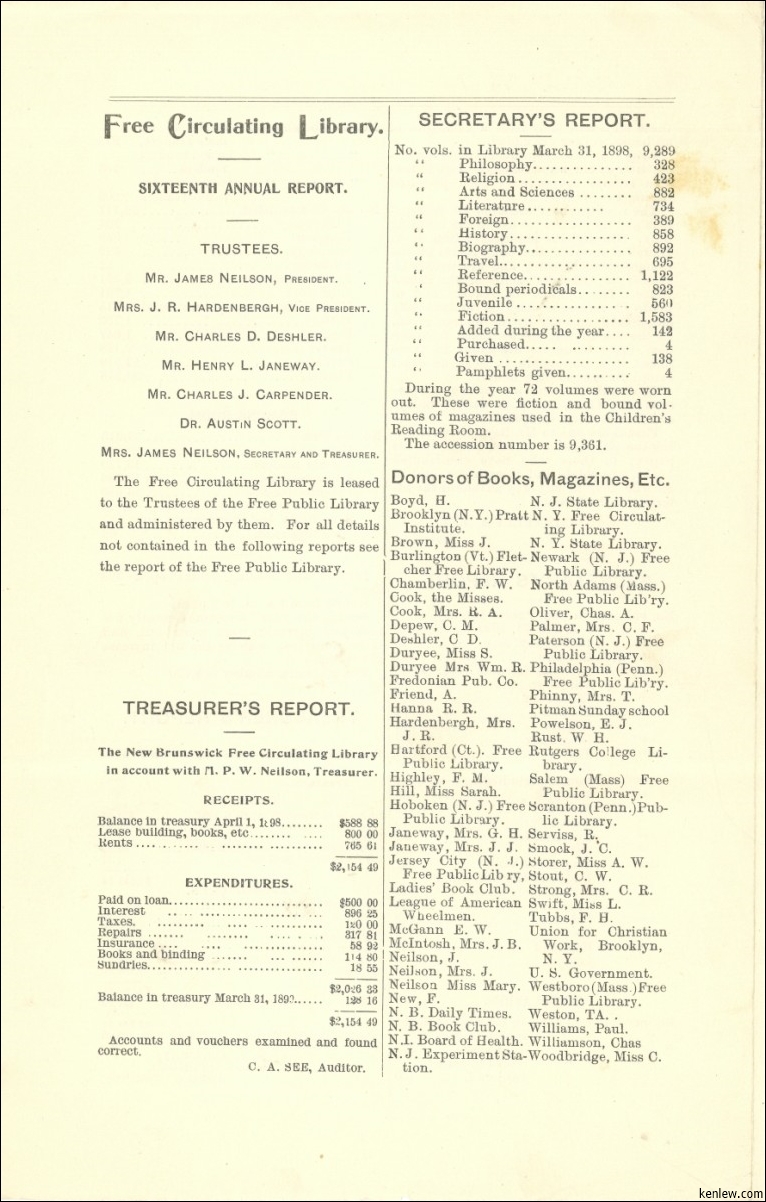 Free Circulating Library.
SIXTEENTH ANNUAL REPORT.
TRUSTEES.
MR. JAMES NEILSON, PRESIDENT.
MRS. J. R. HARDENBERGH, VICE PRESIDENT.
MR. CHARLES D. DESHLER.
MR. HENRY L. JANEWAY.
MR. CHARLES J. CARPENDER.
DR. AUSTIN SCOTT.
MRS. JAMES NEILSON, SECRETARY AND TREASURER.
The Free Circulating Library is leased
to the Trustees of the Free Public Library
and administered by them. For all details
not contained in the following reports see
the report of the Free Public Library.
TREASURER'S REPORT.
The New Brunswick Free Circulating Library
in account with M. P. W. Neilson, Treasurer.
RECEIPTS.
Balance in treasury April 1, 1898........ $588 88
Lease building, books, etc........ .... 800 00
Rents .... ......... ...... .......... 765 61
$2,154 49
EXPENDITURES.
Paid on loan.............................. $500 00
Interest .... ........................ ... 896 25
Taxes. ......... .... .... .......... 120 00
Repairs ....... ......... .... . .... . 317 81
Insurance .... .... .................. 58 92
Books and binding ...... ... ...... 114 80
Sundries.................................. 18 55
$2,026 33
Balance in treasury March 31, 1899...... 128 16
$2,154 49
Accounts and vouchers examined and found
correct.
C. A. SEE, Auditor.
SECRETARY'S REPORT.
No. vols. in Library March 31, 1898, 9,289
“ Philosophy............... 328
“ Religion.................. 423
“ Arts and Sciences ........ 882
“ Literature............ 734
“ Foreign................... 389
“ History.................. 858
“ Biography................ 892
“ Travel.................... 695
“ Reference................ 1,122
“ Bound periodicals........ 823
“ Juvenile ................. 560
“ Fiction................... 1,583
“ Added during the year.... 142
“ Purchased..... ......... 4
“ Given .................... 138
“ Pamphlets given.......... 4
During the year 72 volumes were worn
out. These were fiction and bound vol-
umes of magazines used in the Children's
Reading Room.
The accession number is 9,361.
Donors of Books, Magazines, Etc.
Boyd, H.
Brooklyn (N.Y.) Pratt
Institute.
Brown, Miss J.
Burlington (Vt.) Flet-
cher Free Library.
Chamberlin, F. W.
Cook, the Misses.
Cook, Mrs. R. A.
Depew, C. M.
Deshler, C D.
Duryee, Miss S.
Duryee Mrs Wm. R.
Fredonian Pub. Co.
Friend, A.
Hanna R. R.
Hardenbergh, Mrs.
J. R.
Hartford (Ct.). Free
Public Library.
Highley, F. M.
Hill, Miss Sarah.
Hoboken (N. J.) Free
Public Library.
Janeway, Mrs. G. H.
Janeway, Mrs. J. J.
Jersey City (N. J.)
Free Public Lib ry,
Ladies' Book Club.
League of American
Wheelmen.
McGann E. W.
McIntosh, Mrs. J. B.
Neilson, J.
Neilson, Mrs. J.
Neilson Miss Mary.
New, F.
N. B. Daily Times.
N. B. Book Club.
N.I. Board of Health.
N. J. Experiment Sta-
tion.
N. J. State Library.
N. Y. Free Circulat-
ing Library.
N. Y. State Library.
Newark (N. J.) Free
Public Library.
North Adams (Mass.)
Free Public Lib'ry.
Oliver, Chas. A.
Palmer, Mrs. C. F.
Paterson (N. J.) Free
Public Library.
Philadelphia (Penn.)
Free Public Lib'ry.
Phinny, Mrs. T.
Pitman Sunday school
Powelson, E. J.
Rust. W H.
Rutgers College Li-
brary.
Salem (Mass) Free
Public Library.
Scranton (Penn.) Pub-
lic Library.
Serviss, R.
Smock, J. C.
Storer, Miss A. W.
Stout, C. W.
Strong, Mrs. C. R.
Swift, Miss L.
Tubbs, F. H.
Union for Christian
Work, Brooklyn,
N. Y.
U. S. Government.
Westboro (Mass.) Free
Public Library.
Weston, TA. .
Williams, Paul.
Williamson, Chas
Woodbridge, Miss C.
kenlew.com